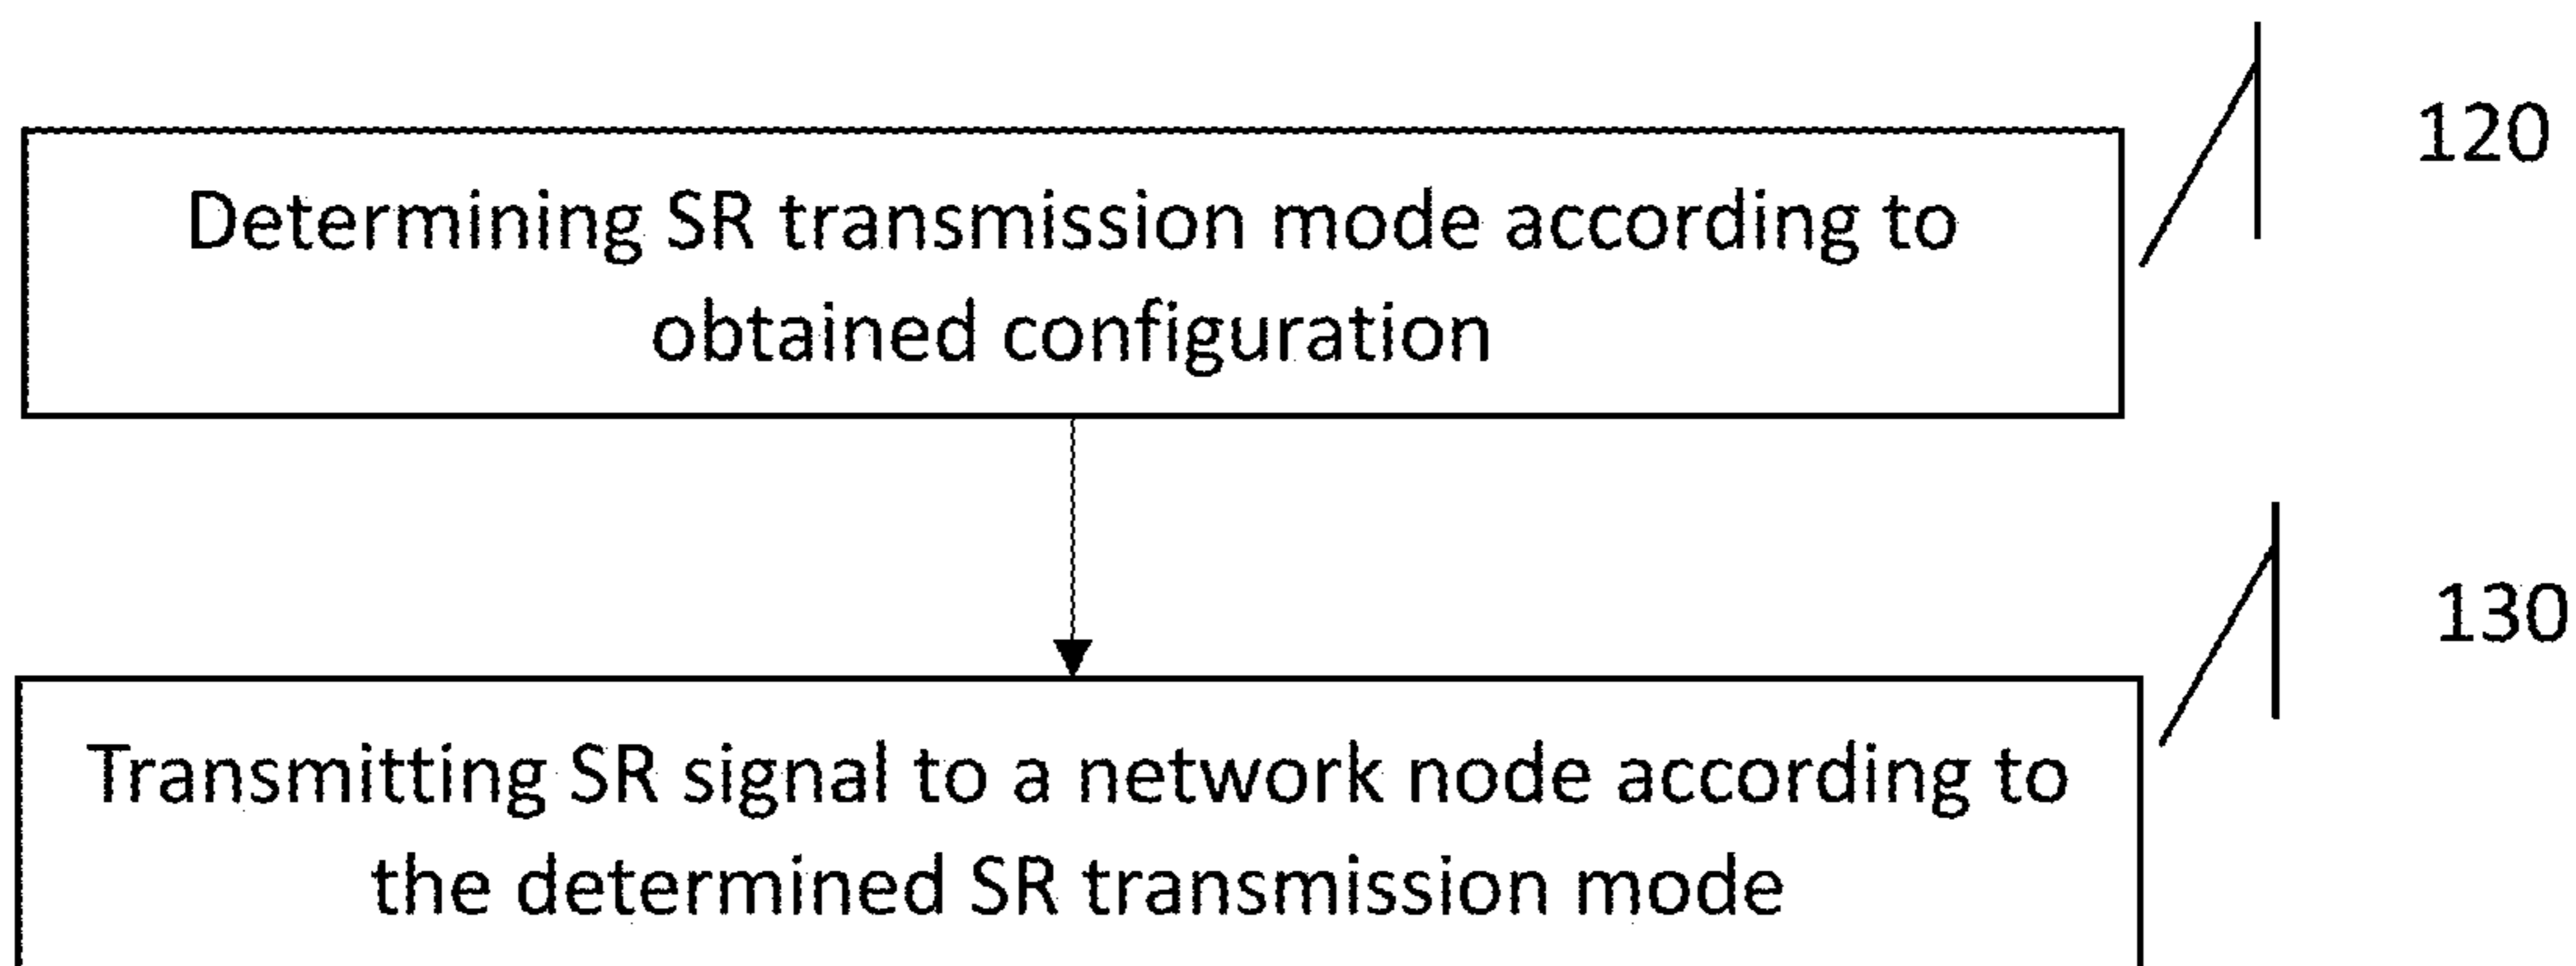 120
Determining SR transmission mode according to
obtained configuration
130
Transmitting SR signal to a network node according to
the determined SR transmission mode